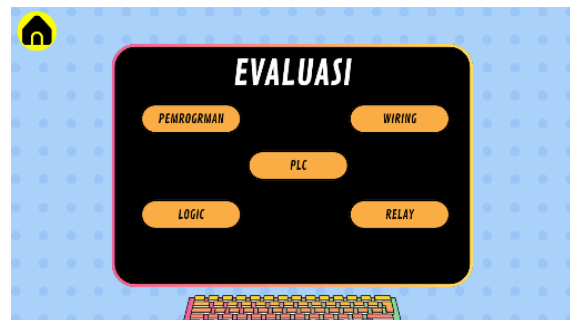 EVALUASI
PEMROGRMAN
WIRING
PLC
LOGIC
RELAY